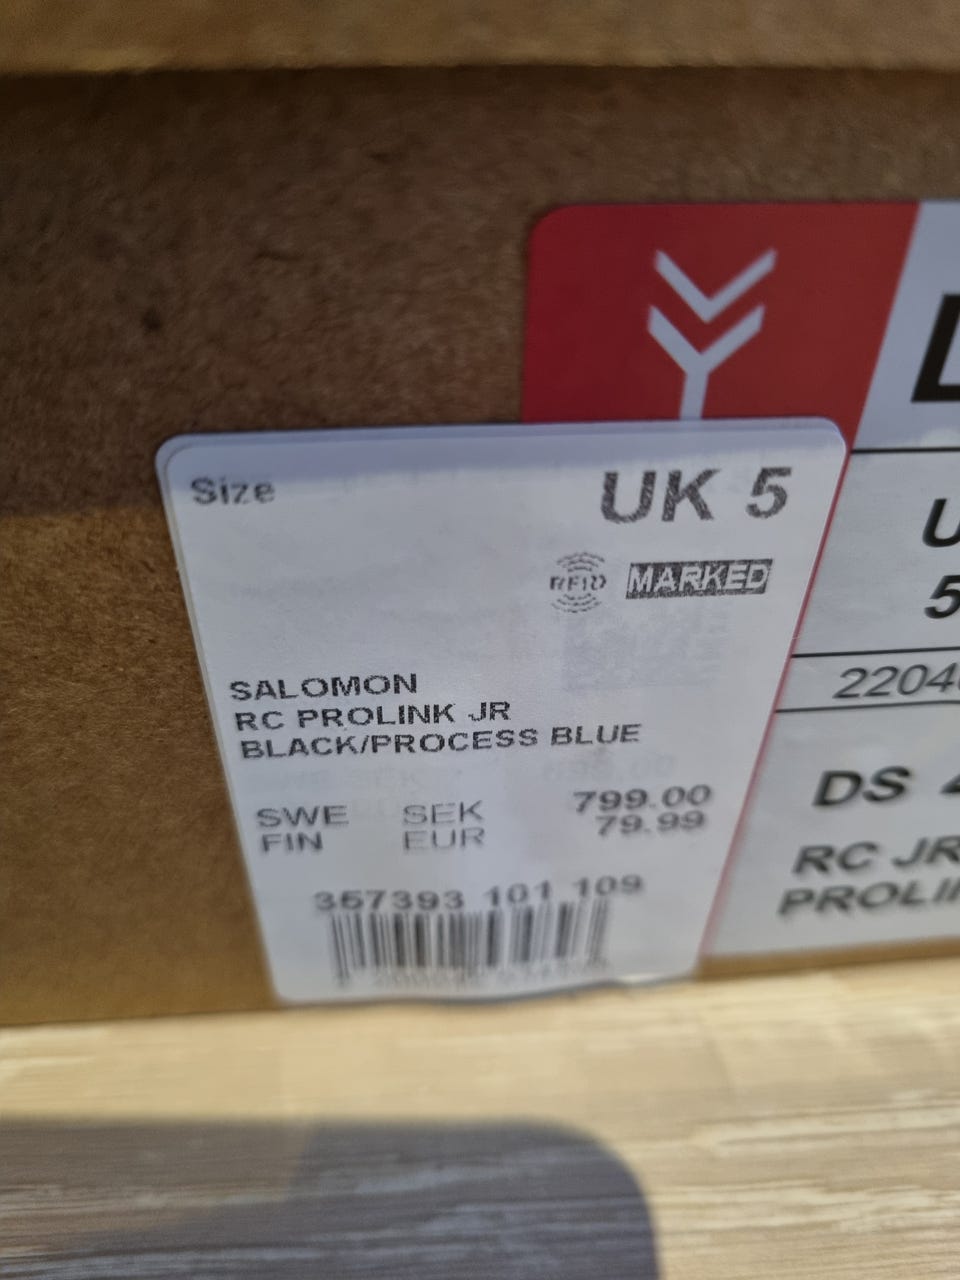 Size
UK 5
RFID MARKED
SALOMON
RC PROLINK JR
BLACK/PROCESS BLUE
SWE SEK 799.00
FIN EUR 79.99
357393 101 109
2204
DS
RC JR